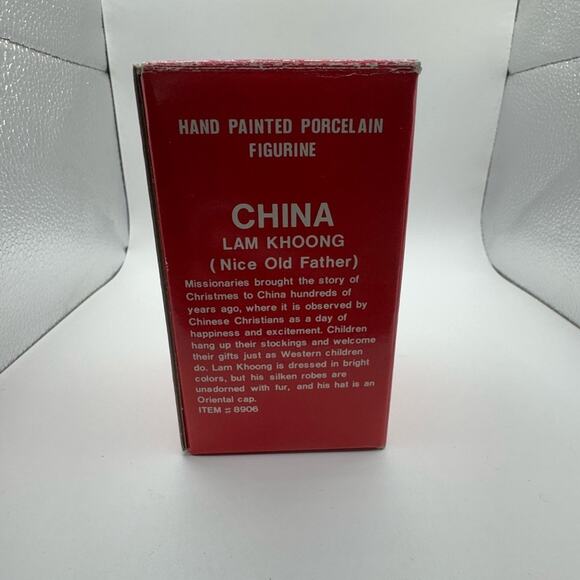 HAND PAINTED PORCELAIN
FIGURINE
CHINA
LAM KHOONG
(Nice Old Father)
Missionaries brought the story of
Christmes to China hundreds of
years ago, where it is observed by
Chinese Christians as a day of
happiness and excitement. Children
hang up their stockings and welcome
their gifts just as Western children
do. Lam Khoong is dressed in bright
colors, but his silken robes are
unadorned with fur, and his hat is an
Oriental cap.
ITEM # 8906